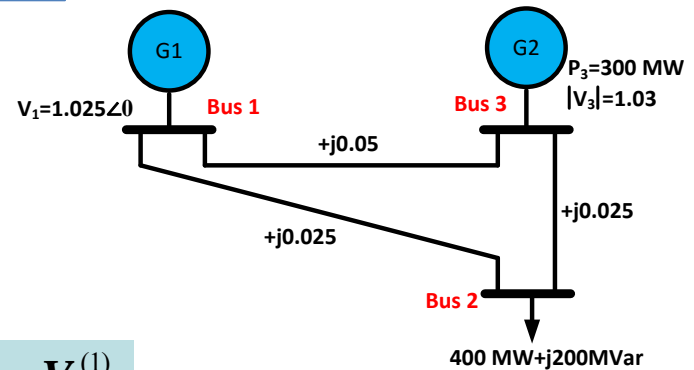 G1
G2
P₃=300 MW
|V₃|=1.03
V₁=1.025∠0
Bus 1
Bus 3
+j0.05
+j0.025
+j0.025
Bus 2
400 MW+j200MVar
V⁽¹⁾